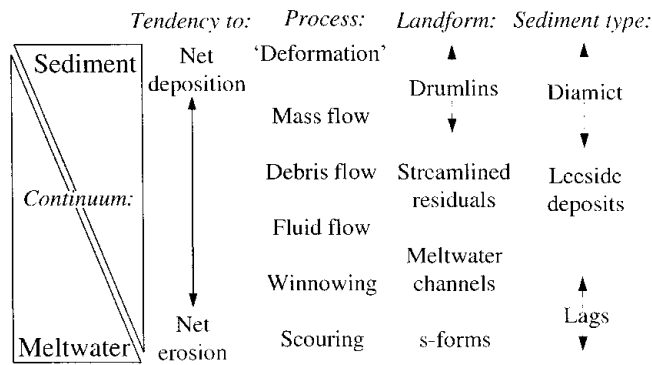 Tendency to: Process: Landform: Sediment type:
Sediment Net deposition 'Deformation' Drumlins Diamict
Mass flow
Continuum: Debris flow Streamlined residuals Leeside deposits
Fluid flow
Winnowing Meltwater channels
Meltwater Net erosion Scouring s-forms Lags